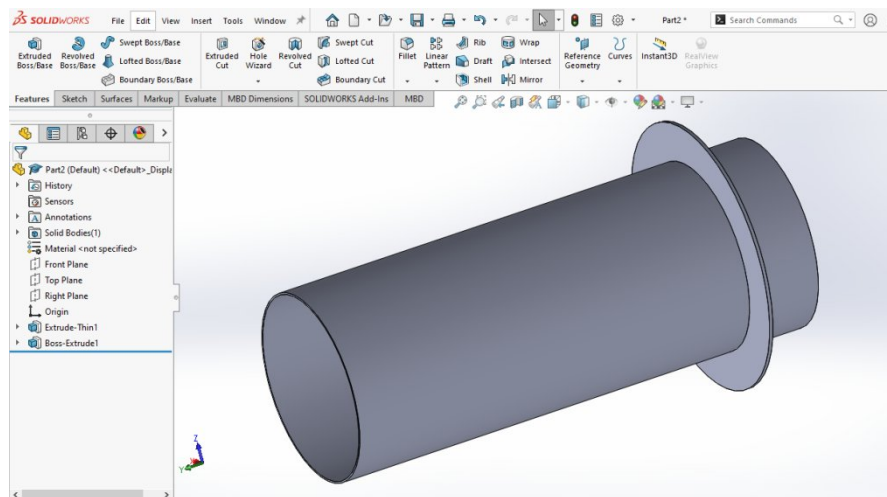 SOLIDWORKS File Edit View Insert Tools Window Part2 * Search Commands
Extruded Boss/Base
Revolved Boss/Base
Swept Boss/Base
Lofted Boss/Base
Boundary Boss/Base
Extruded Cut
Hole Wizard
Revolved Cut
Swept Cut
Lofted Cut
Boundary Cut
Fillet
Linear Pattern
Rib
Draft
Shell
Wrap
Intersect
Mirror
Reference Geometry
Curves
Instant3D
RealView Graphics
Features Sketch Surfaces Markup Evaluate MBD Dimensions SOLIDWORKS Add-Ins MBD
Part2 (Default) <<Default>_Displa
History
Sensors
Annotations
Solid Bodies(1)
Material <not specified>
Front Plane
Top Plane
Right Plane
Origin
Extrude-Thin1
Boss-Extrude1
Z
Y